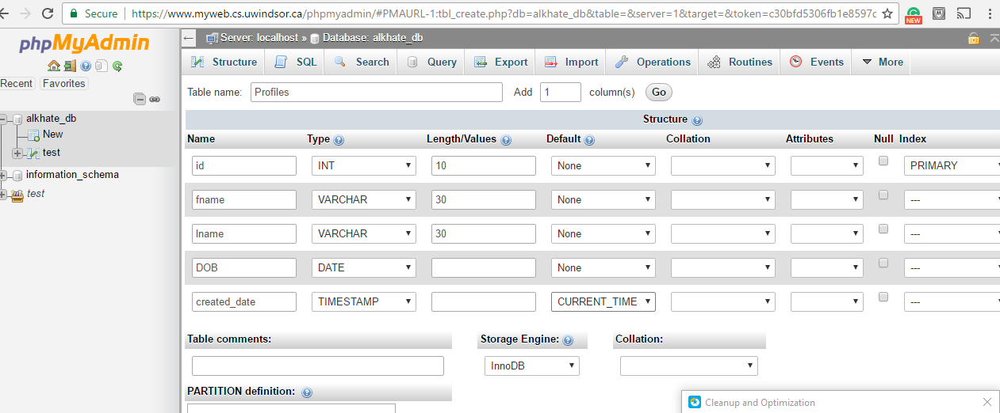 Secure https://www.myweb.cs.uwindsor.ca/phpmyadmin/#PMAURL-1:tbl_create.php?db=alkhate_db&table=&server=1&target=&token=c30bfd5306fb1e8597c
NEW
phpMyAdmin
Recent Favorites
alkhate_db
New
test
information_schema
test
Server: localhost » Database: alkhate_db
Structure SQL Search Query Export Import Operations Routines Events More
Table name: Profiles Add 1 column(s) Go
Structure
Name Type Length/Values Default Collation Attributes Null Index
id INT 10 None PRIMARY
fname VARCHAR 30 None ---
lname VARCHAR 30 None ---
DOB DATE None ---
created_date TIMESTAMP CURRENT_TIME ---
Table comments: Storage Engine: Collation:
InnoDB
PARTITION definition:
Cleanup and Optimization